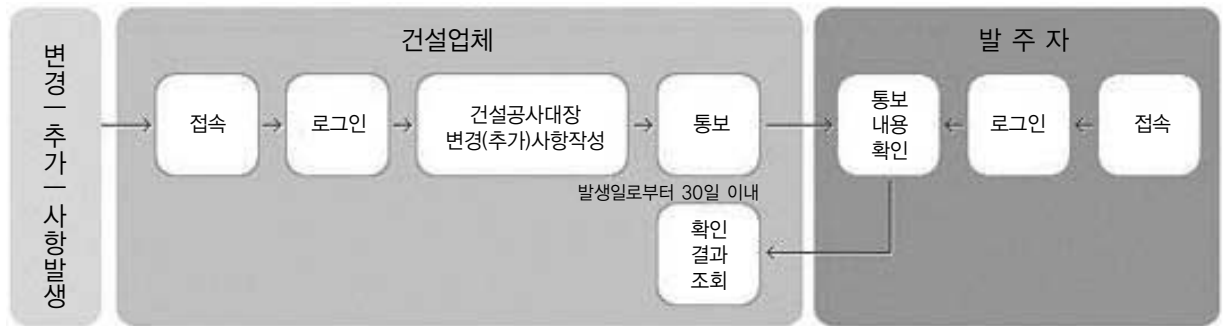 변경(추가)사항발생
건설업체
접속
로그인
건설공사대장
변경(추가)사항작성
통보
발생일로부터 30일 이내
확인
결과
조회
발 주 자
통보
내용
확인
로그인
접속